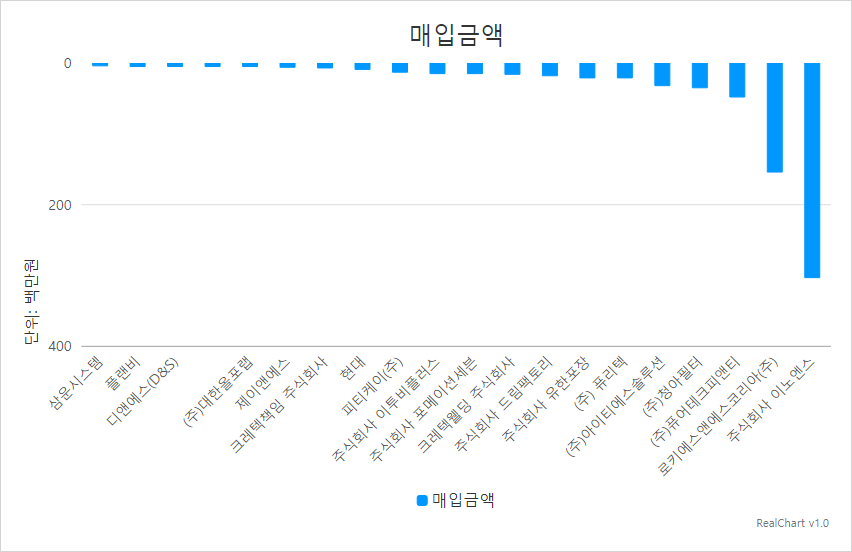 매입금액
0
200
400
단위: 백만원
삼운시스템
플랜비
디앤에스(D&S)
(주)대한올포랩
제이앤에스
크레텍책임 주식회사
현대
피티케이(주)
주식회사 이투비플러스
주식회사 포메이션세븐
크레텍웰딩 주식회사
주식회사 드림팩토리
주식회사 유한포장
(주) 퓨리텍
(주)아이티에스솔루션
(주)청아필터
(주)퓨어테크피앤티
로키에스앤에스코리아(주)
주식회사 이노엔스
매입금액
RealChart v1.0